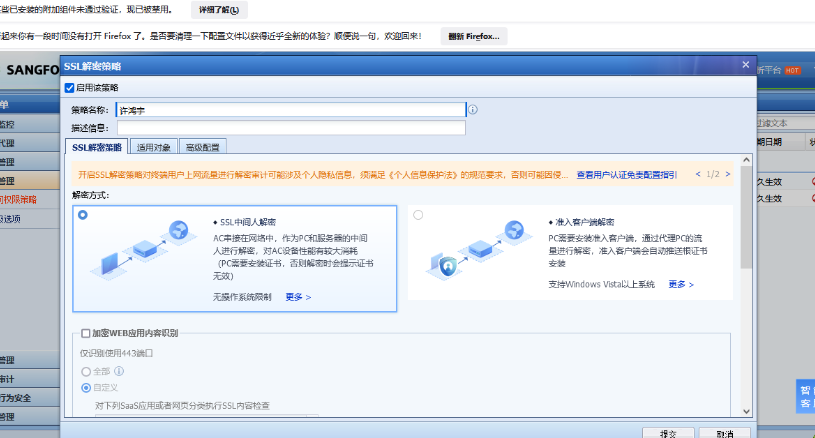 些已安装的附加组件未通过验证，现已被禁用。 详细了解(L)
起来你有一段时间没有打开 Firefox 了。是否要清理一下配置文件以获得近乎全新的体验？顺便说一句，欢迎回来！ 翻新 Firefox...
SANGFO
SSL解密策略
析平台 HOT
单
启用该策略
监控
策略名称： 许鸿宇
过滤文本
代理
描述信息：
期日期
管理
SSL解密策略 适用对象 高级配置
管理
开启SSL解密策略对终端用户上网流量进行解密审计可能涉及个人隐私信息，须满足《个人信息保护法》的规范要求，否则可能因侵... 查看用户认证免责配置指引 < 1/2 >
久生效
问权限策略
解密方式：
久生效
选项
SSL中间人解密
AC串接在网络中，作为PC和服务器的中间
人进行解密，对AC设备性能有较大消耗
（PC需要安装证书，否则解密时会提示证书
无效）
无操作系统限制 更多 >
准入客户端解密
PC需要安装准入客户端，通过代理PC的流
量进行解密，准入客户端会自动推送根证书
安装
支持Windows Vista以上系统 更多 >
加密WEB应用内容识别
仅识别使用443端口
管理
全部
审计
自定义
行为安全
对下列SaaS应用或者网页分类执行SSL内容检查
管理
智
客
提交 取消